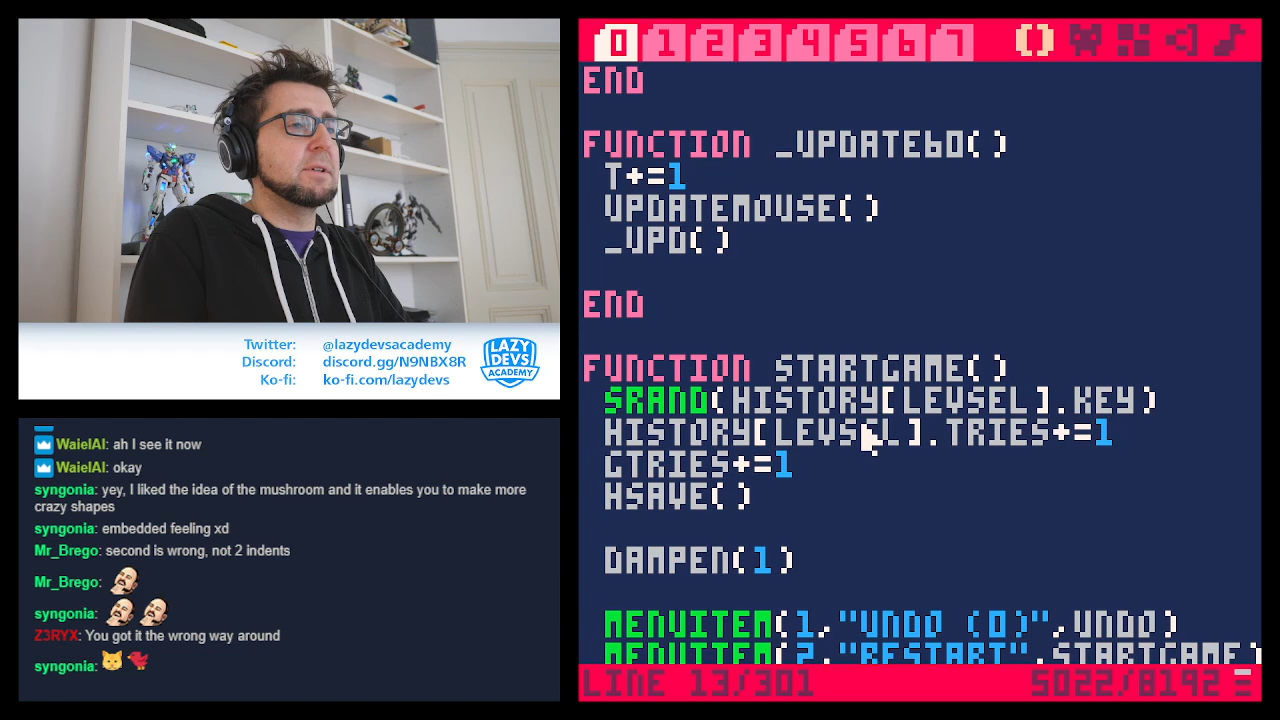 Twitter: @lazydevsacademy
Discord: discord.gg/N9NBX8R
Ko-fi: ko-fi.com/lazydevs
LAZY DEVS ACADEMY
WaielAI: ah I see it now
WaielAI: okay
syngonia: yey, I liked the idea of the mushroom and it enables you to make more
crazy shapes
syngonia: embedded feeling xd
Mr_Brego: second is wrong, not 2 indents
Mr_Brego:
syngonia:
Z3RYX: You got it the wrong way around
syngonia:
0 1 2 3 4 5 6 7
END
FUNCTION _UPDATE60()
T+=1
UPDATEMOUSE()
_UPD()
END
FUNCTION STARTGAME()
SRAND(HISTORY[LEVSEL].KEY)
HISTORY[LEVSEL].TRIES+=1
GTRIES+=1
HSAVE()
DAMPEN(1)
MENUITEM(1,"UNDO (O)",UNDO)
MENUITEM(2,"RESTART",STARTGAME)
LINE 13/301 5022/8192